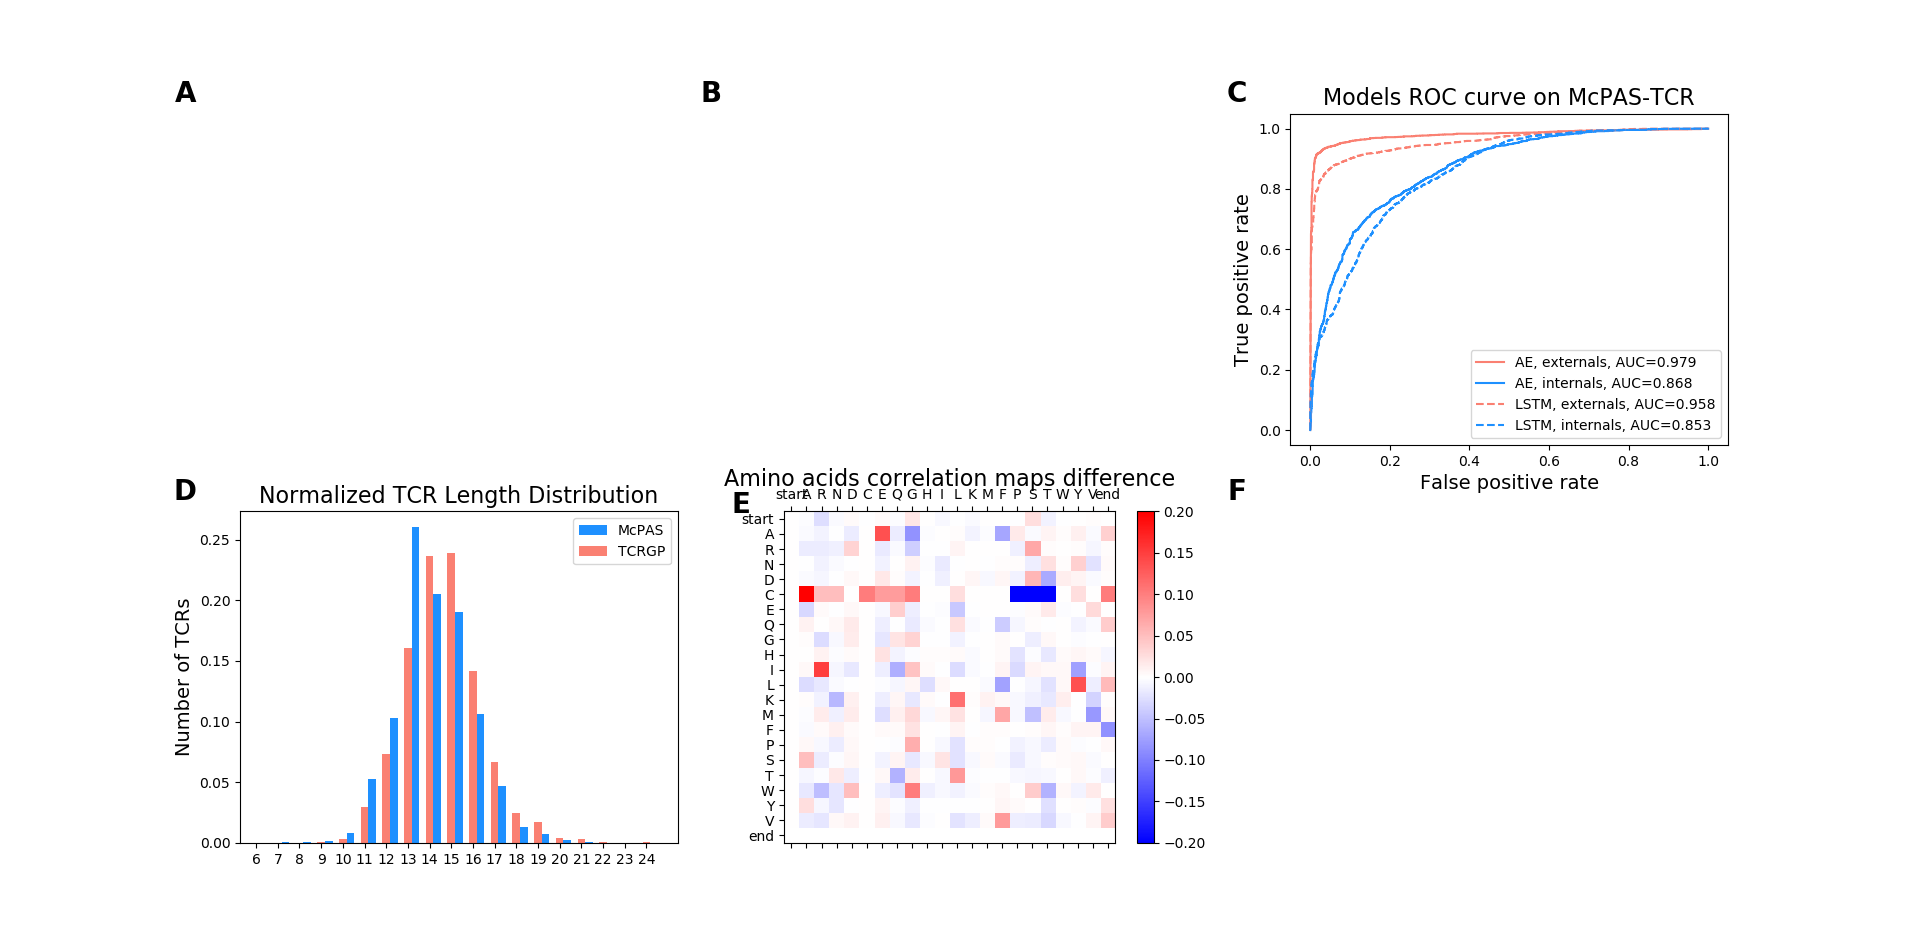 A
B
C
Models ROC curve on McPAS-TCR
True positive rate
1.0
0.8
0.6
0.4
0.2
0.0
AE, externals, AUC=0.979
AE, internals, AUC=0.868
LSTM, externals, AUC=0.958
LSTM, internals, AUC=0.853
0.0 0.2 0.4 0.6 0.8 1.0
False positive rate
D
Normalized TCR Length Distribution
Number of TCRs
0.25
0.20
0.15
0.10
0.05
0.00
McPAS
TCRGP
6 7 8 9 10 11 12 13 14 15 16 17 18 19 20 21 22 23 24
E
Amino acids correlation maps difference
start A R N D C E Q G H I L K M F P S T W Y V end
start
A
R
N
D
C
E
Q
G
H
I
L
K
M
F
P
S
T
W
Y
V
end
0.20
0.15
0.10
0.05
0.00
−0.05
−0.10
−0.15
−0.20
F